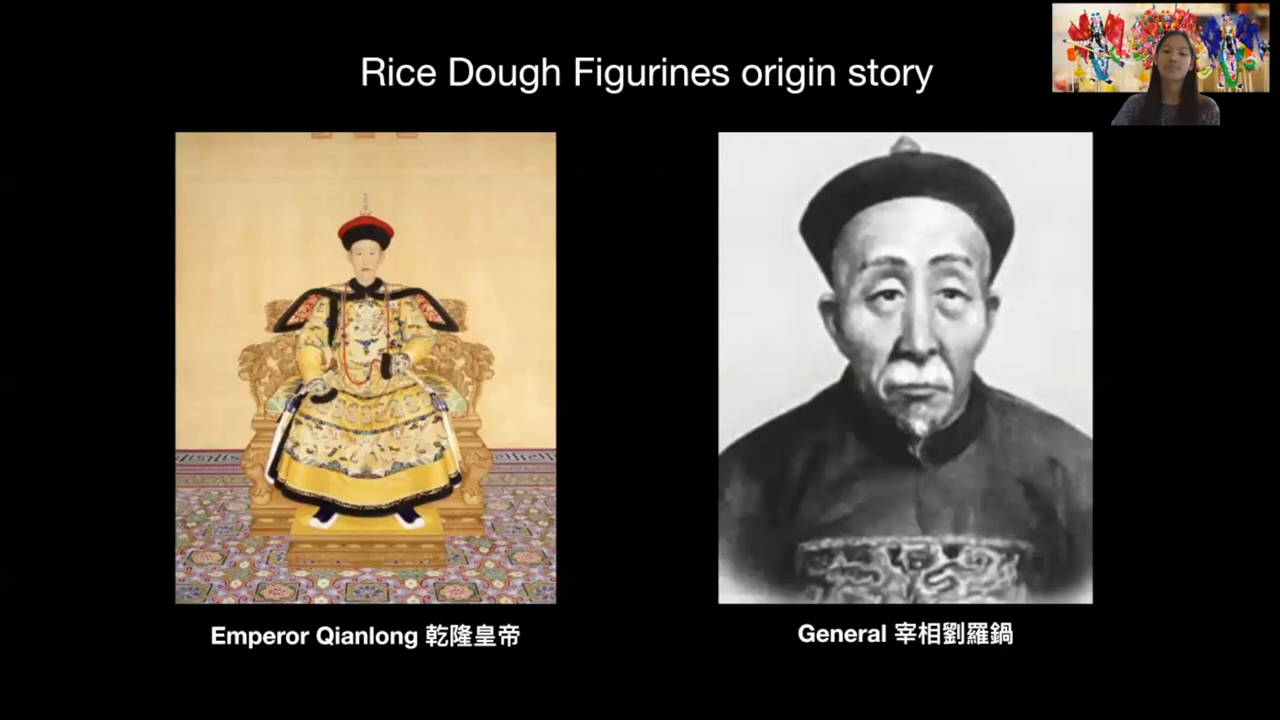 Rice Dough Figurines origin story
Emperor Qianlong 乾隆皇帝
General 宰相劉羅鍋